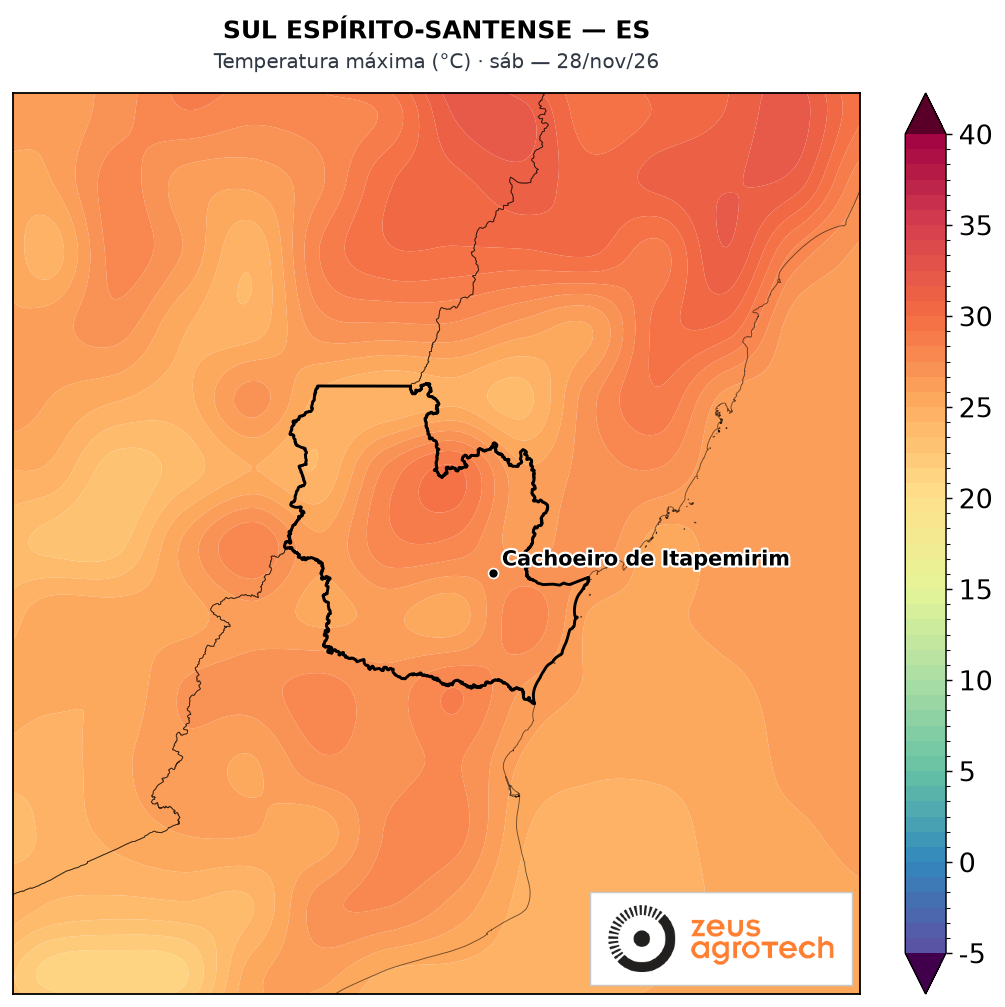 SUL ESPÍRITO-SANTENSE — ES
Temperatura máxima (°C) · sáb — 28/nov/26
40
35
30
25
20
15
10
5
0
-5
Cachoeiro de Itapemirim
zeus
agrotech